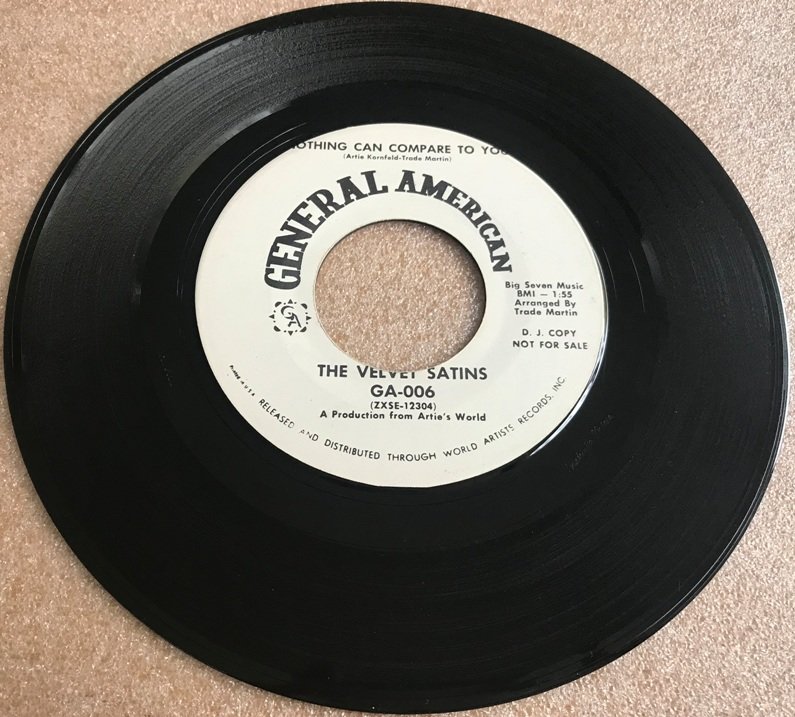 NOTHING CAN COMPARE TO YOU
(Artie Kornfeld-Trade Martin)
GENERAL AMERICAN
GA
Big Seven Music
BMI — 1:55
Arranged By
Trade Martin
D. J. COPY
NOT FOR SALE
THE VELVET SATINS
GA-006
(ZXSE-12304)
A Production from Artie's World
RELEASED AND DISTRIBUTED THROUGH WORLD ARTISTS RECORDS, INC.